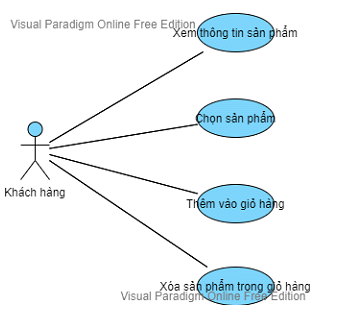 Visual Paradigm Online Free Edition
Xem thông tin sản phẩm
Chọn sản phẩm
Khách hàng
Thêm vào giỏ hàng
Xóa sản phẩm trong giỏ hàng
Visual Paradigm Online Free Edition